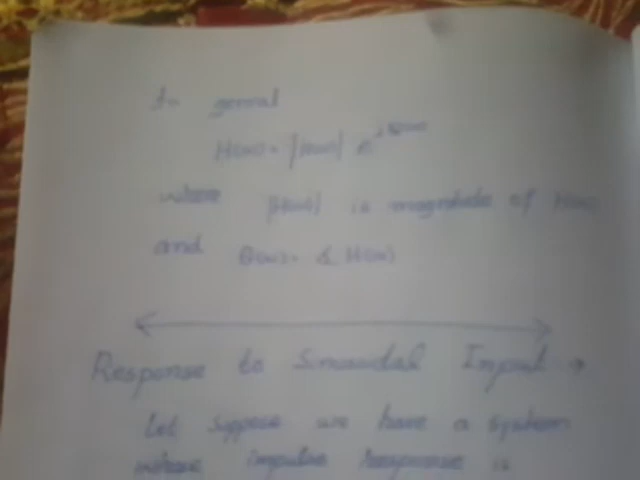 In general
H(ω) = |H(ω)| e^jθ(ω)
where |H(ω)| is magnitude of H(ω)
and θ(ω) = ∠ H(ω)
Response to Sinusoidal Input →
Let suppose we have a system
whose impulse response is